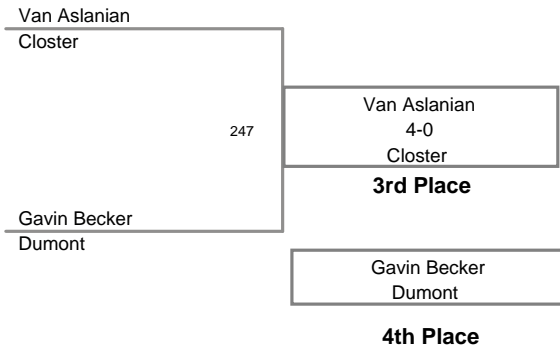 Van Aslanian
Closter
247
Van Aslanian
4-0
Closter
3rd Place
Gavin Becker
Dumont
Gavin Becker
Dumont
4th Place